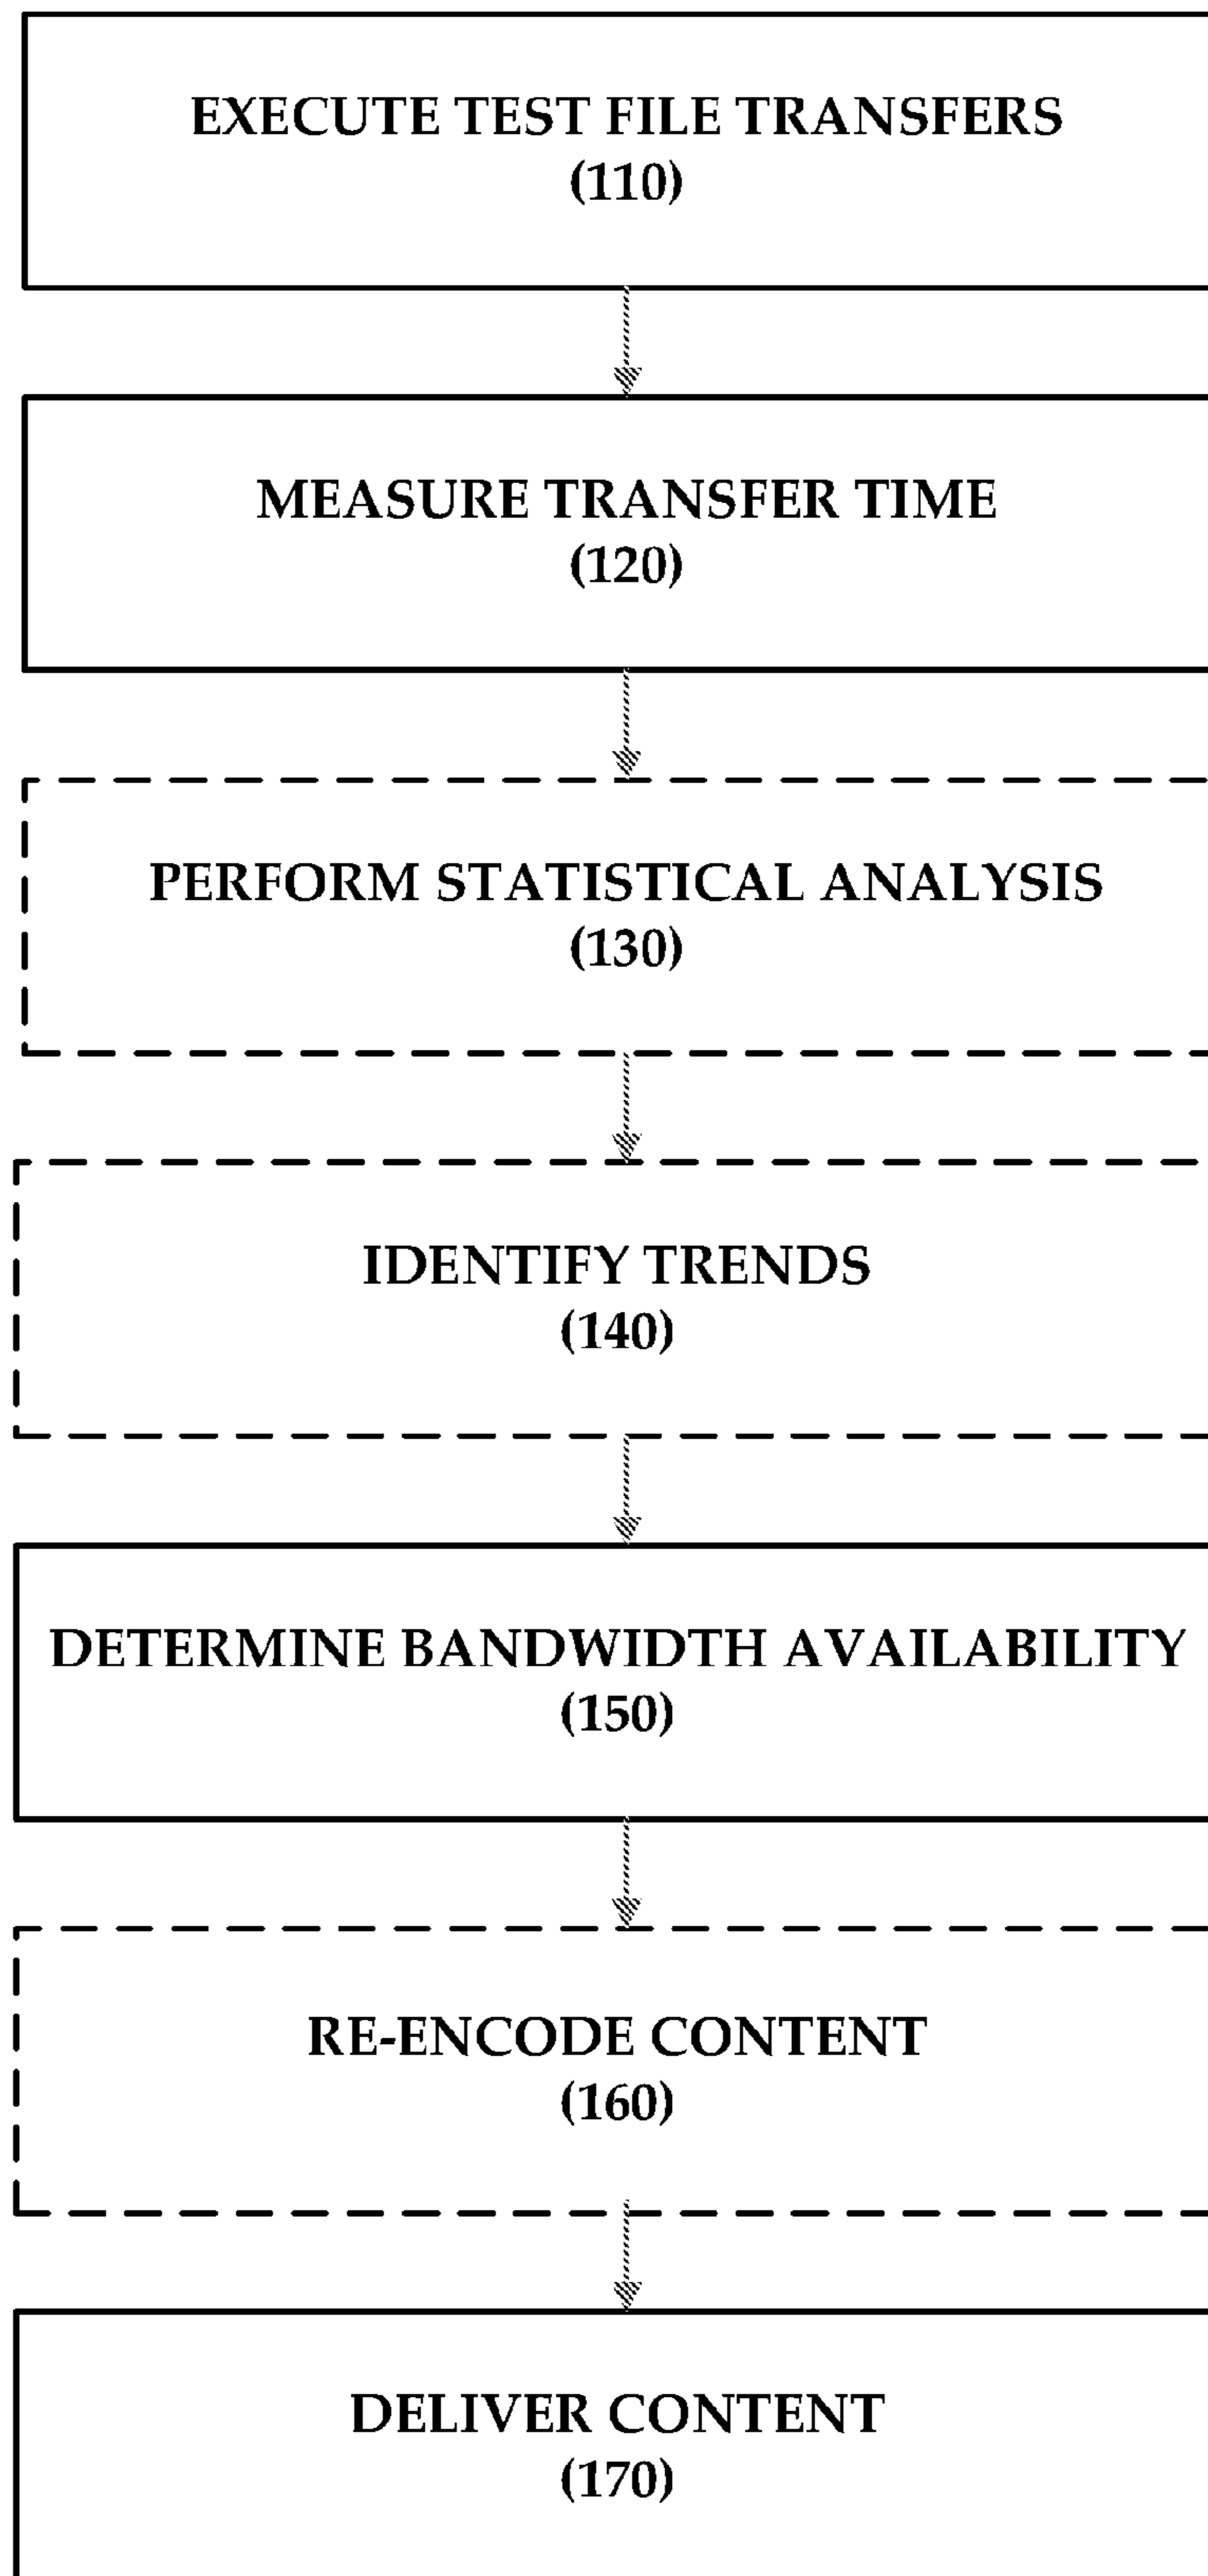 EXECUTE TEST FILE TRANSFERS
(110)
MEASURE TRANSFER TIME
(120)
PERFORM STATISTICAL ANALYSIS
(130)
IDENTIFY TRENDS
(140)
DETERMINE BANDWIDTH AVAILABILITY
(150)
RE-ENCODE CONTENT
(160)
DELIVER CONTENT
(170)